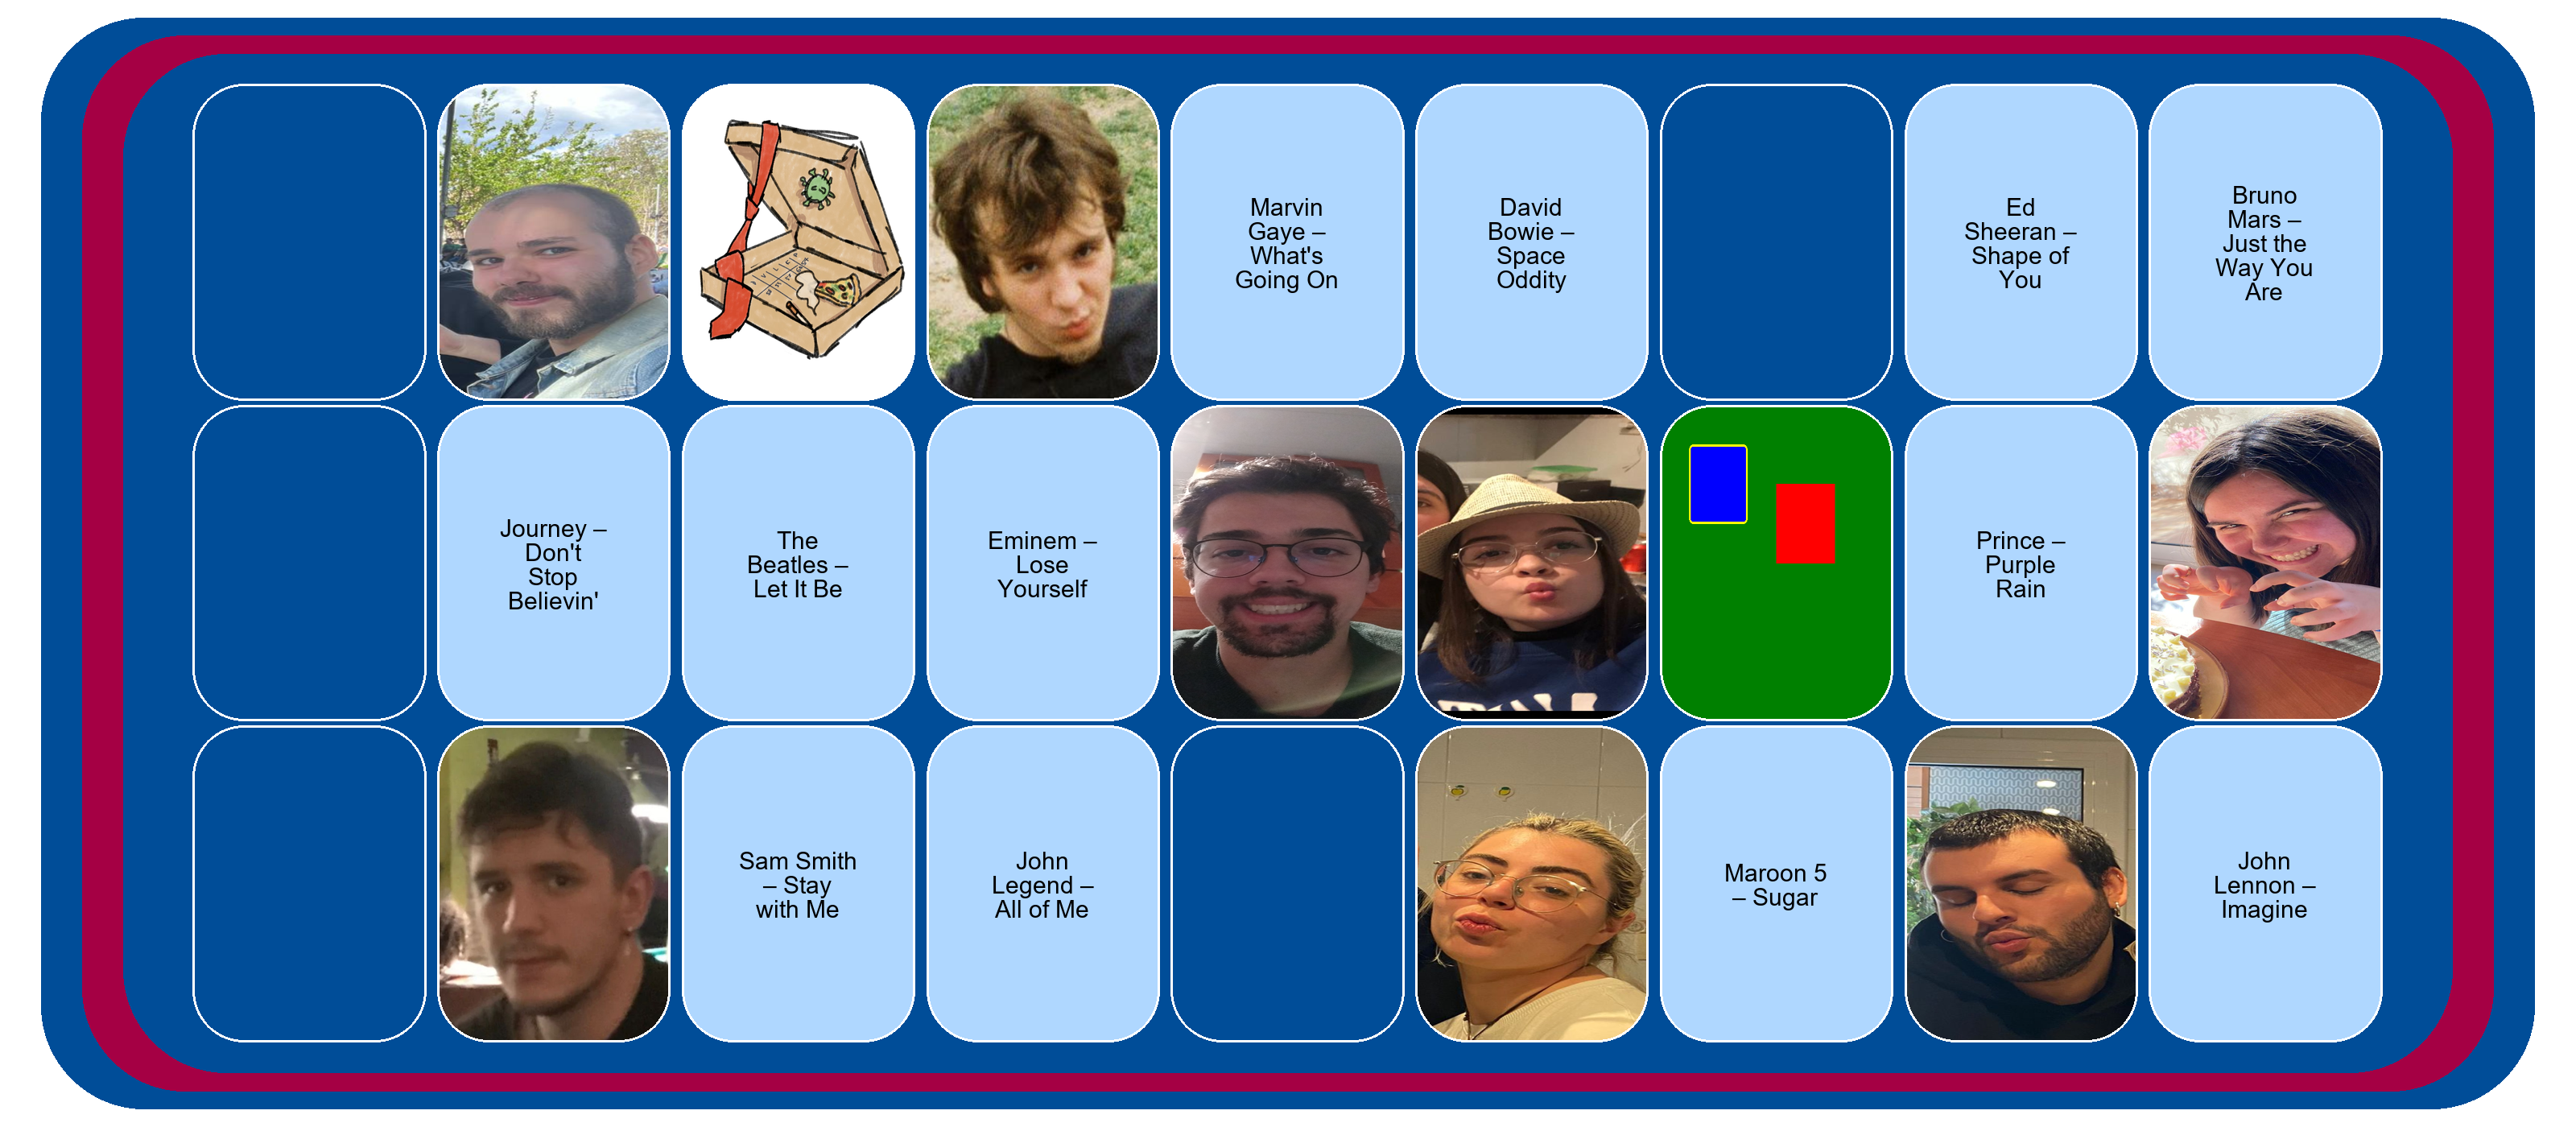 Marvin
Gaye –
What's
Going On
David
Bowie –
Space
Oddity
Ed
Sheeran –
Shape of
You
Bruno
Mars –
Just the
Way You
Are
Journey –
Don't
Stop
Believin'
The
Beatles –
Let It Be
Eminem –
Lose
Yourself
Prince –
Purple
Rain
Sam Smith
– Stay
with Me
John
Legend –
All of Me
Maroon 5
– Sugar
John
Lennon –
Imagine